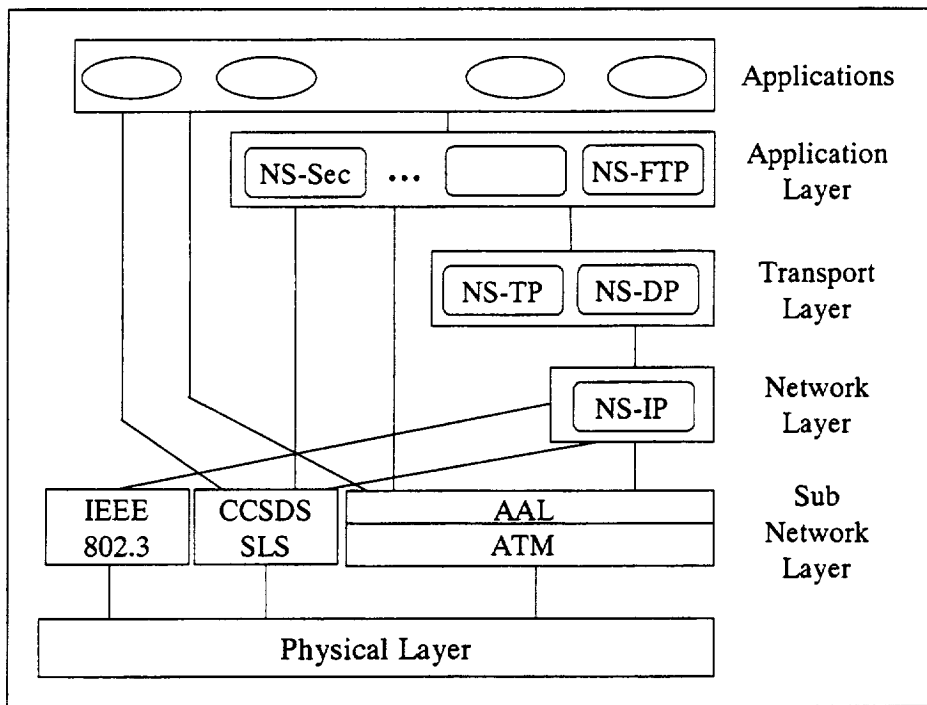 Applications
NS-Sec ... NS-FTP
Application
Layer
NS-TP NS-DP
Transport
Layer
NS-IP
Network
Layer
IEEE
802.3
CCSDS
SLS
AAL
ATM
Sub
Network
Layer
Physical Layer